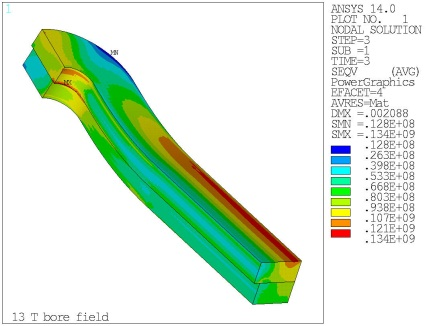 1
ANSYS 14.0
PLOT NO. 1
NODAL SOLUTION
STEP=3
SUB =1
TIME=3
SEQV (AVG)
PowerGraphics
EFACET=4
AVRES=Mat
DMX =.002088
SMN =.128E+08
SMX =.134E+09
.128E+08
.263E+08
.398E+08
.533E+08
.668E+08
.803E+08
.938E+08
.107E+09
.121E+09
.134E+09
MN
MX
13 T bore field